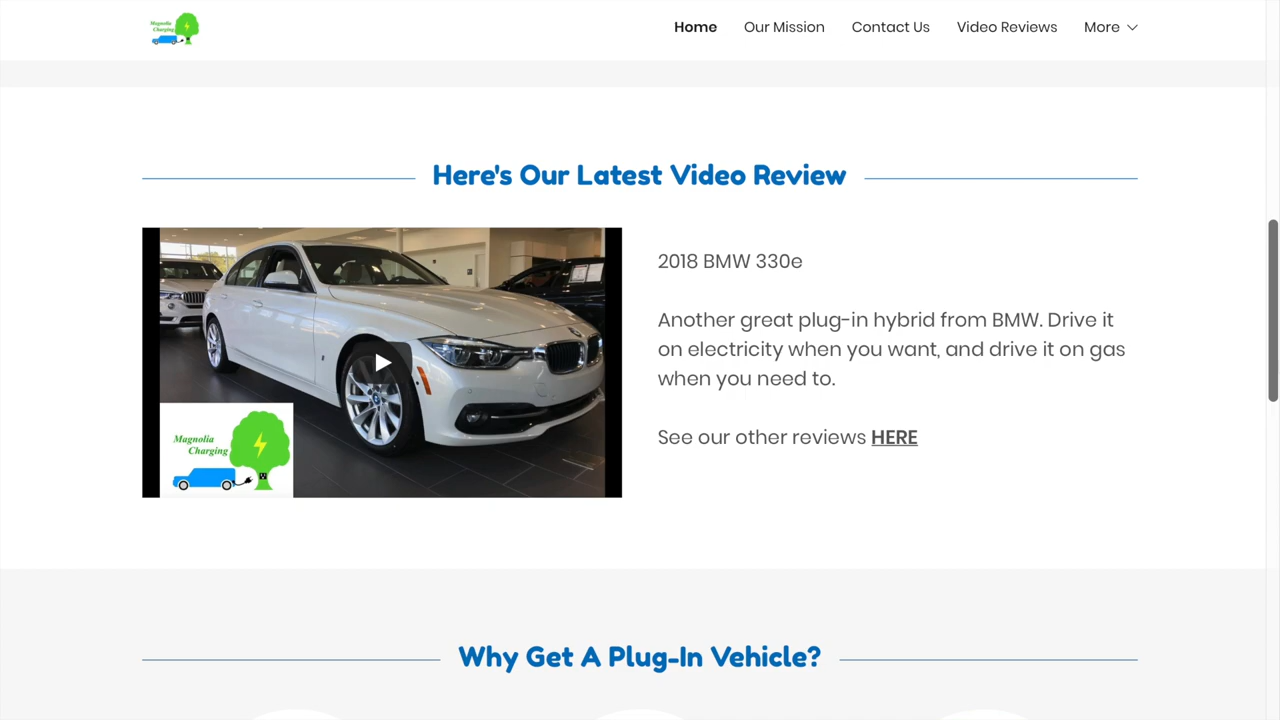 Magnolia
Charging
Home
Our Mission
Contact Us
Video Reviews
More
Here's Our Latest Video Review
Magnolia
Charging
2018 BMW 330e
Another great plug-in hybrid from BMW. Drive it
on electricity when you want, and drive it on gas
when you need to.
See our other reviews HERE
Why Get A Plug-In Vehicle?